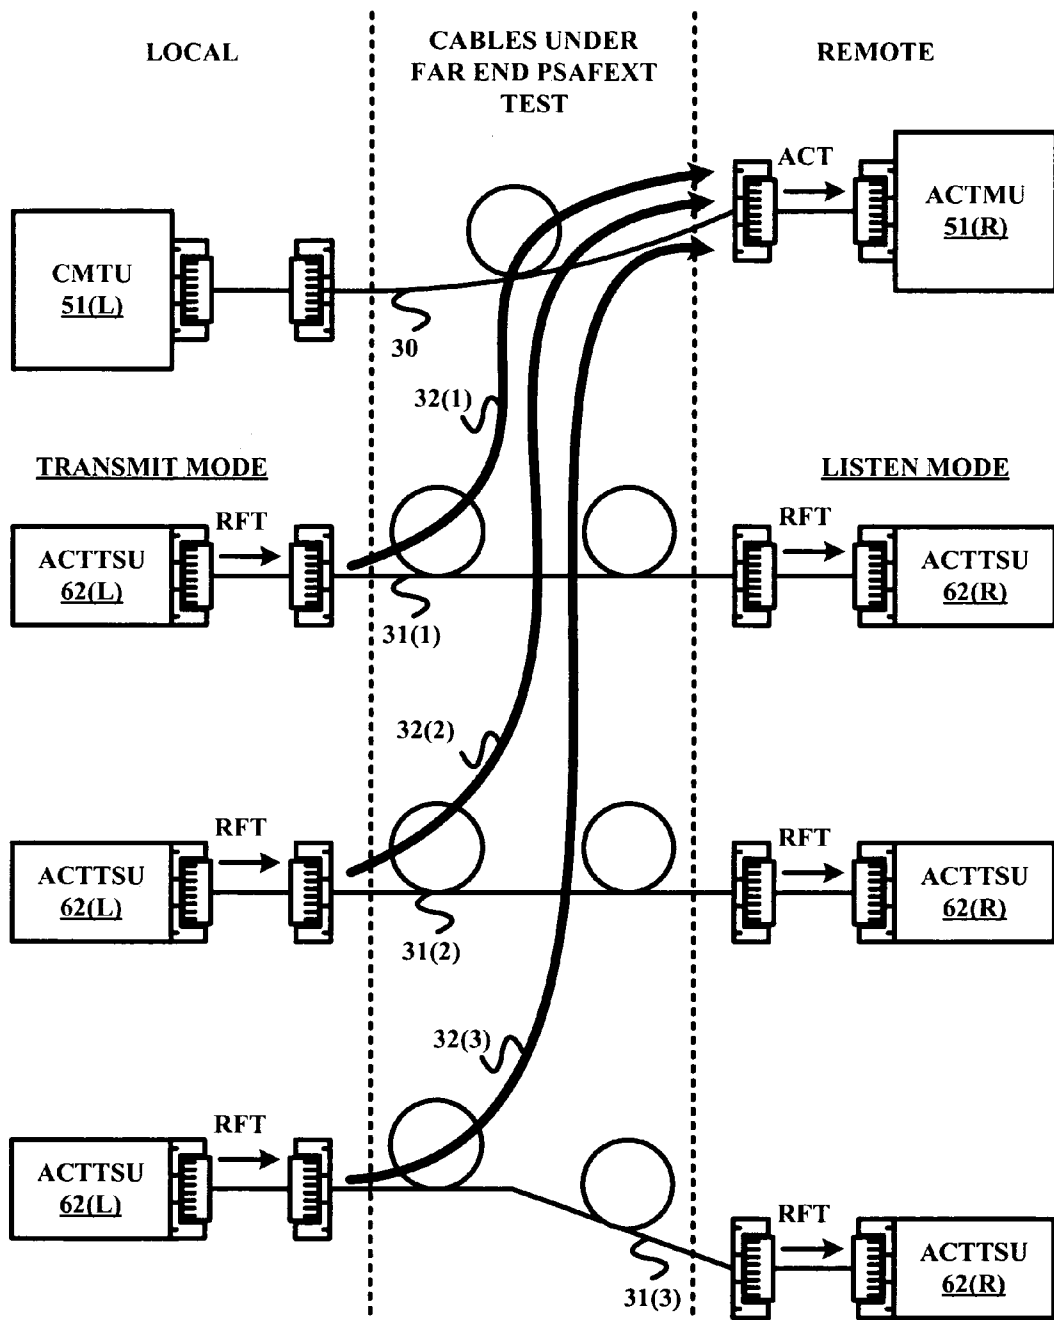 LOCAL
CABLES UNDER
FAR END PSAFEXT
TEST
REMOTE
ACT
ACTMU
51(R)
CMTU
51(L)
30
32(1)
TRANSMIT MODE
LISTEN MODE
RFT
RFT
ACTTSU
62(L)
ACTTSU
62(R)
31(1)
32(2)
RFT
RFT
ACTTSU
62(L)
ACTTSU
62(R)
31(2)
32(3)
RFT
ACTTSU
62(L)
RFT
ACTTSU
62(R)
31(3)